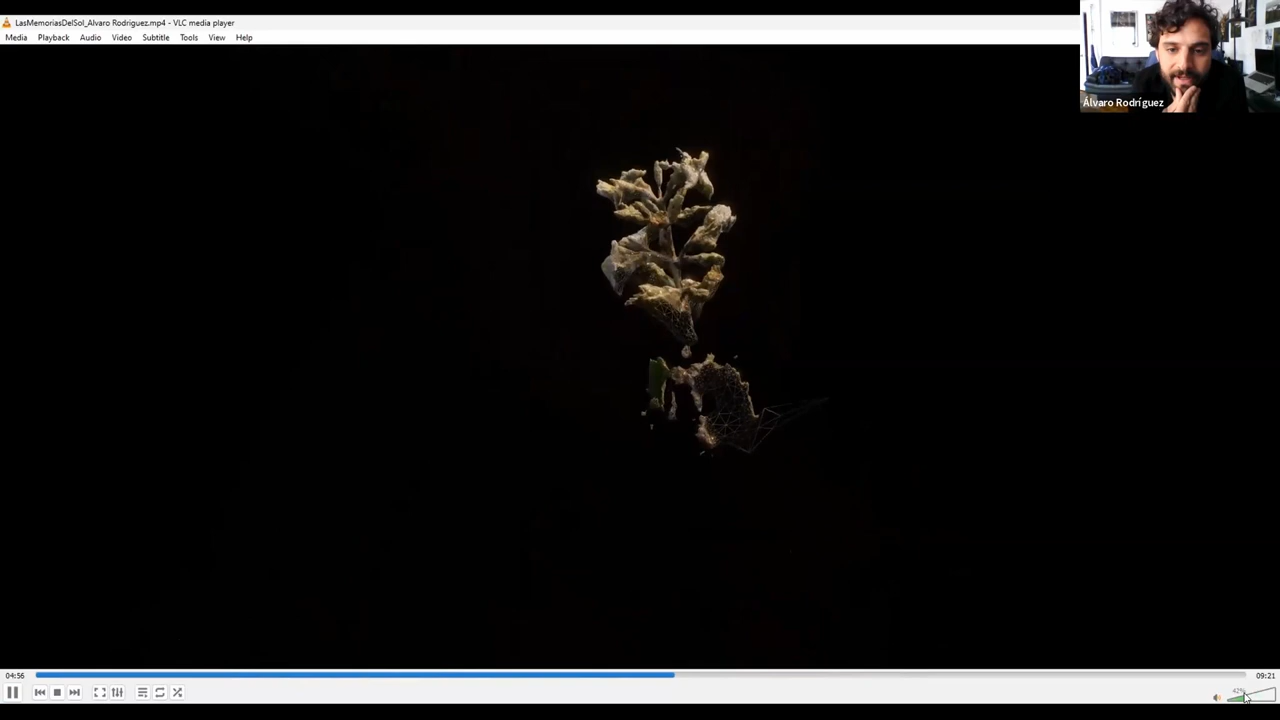 LasMemoriasDelSol_Alvaro Rodriguez.mp4 - VLC media player
Media Playback Audio Video Subtitle Tools View Help
Álvaro Rodríguez
04:56
09:21
42%